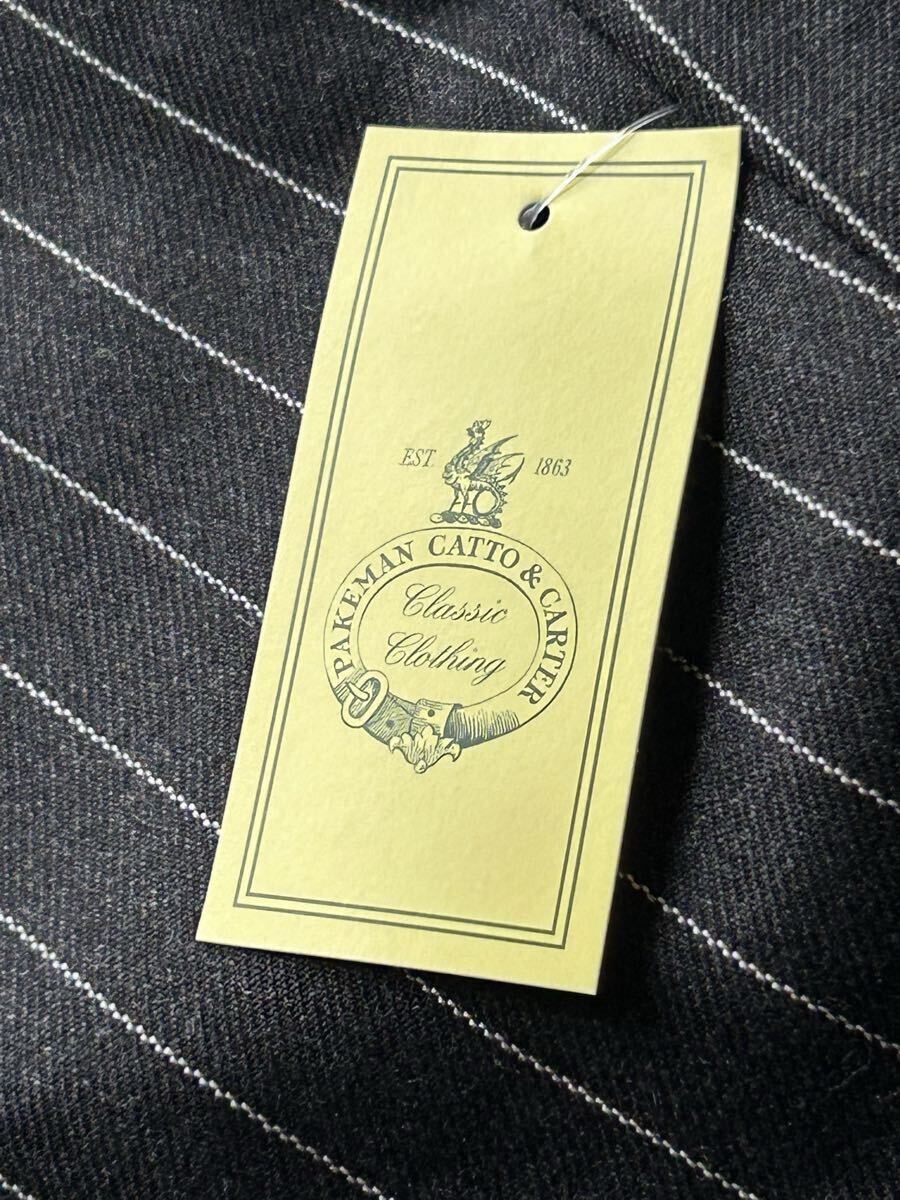 EST. 1863
PAKEMAN CATTO & CARTER
Classic
Clothing